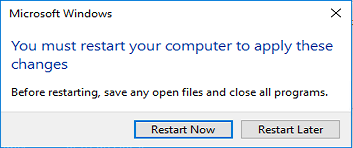 Microsoft Windows
You must restart your computer to apply these
changes
Before restarting, save any open files and close all programs.
Restart Now
Restart Later